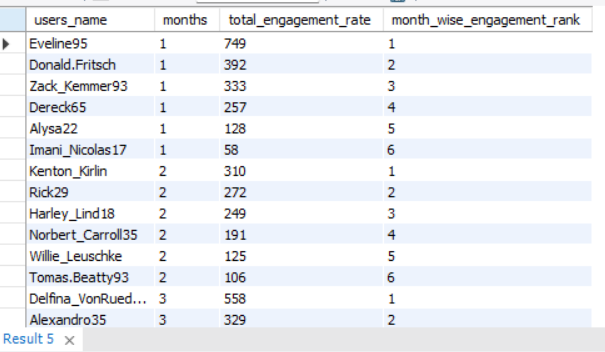 users_name months total_engagement_rate month_wise_engagement_rank
Eveline95 1 749 1
Donald.Fritsch 1 392 2
Zack_Kemmer93 1 333 3
Dereck65 1 257 4
Alysa22 1 128 5
Imani_Nicolas17 1 58 6
Kenton_Kirlin 2 310 1
Rick29 2 272 2
Harley_Lind18 2 249 3
Norbert_Carroll35 2 191 4
Willie_Leuschke 2 125 5
Tomas.Beatty93 2 106 6
Delfina_VonRued... 3 558 1
Alexandro35 3 329 2
Result 5